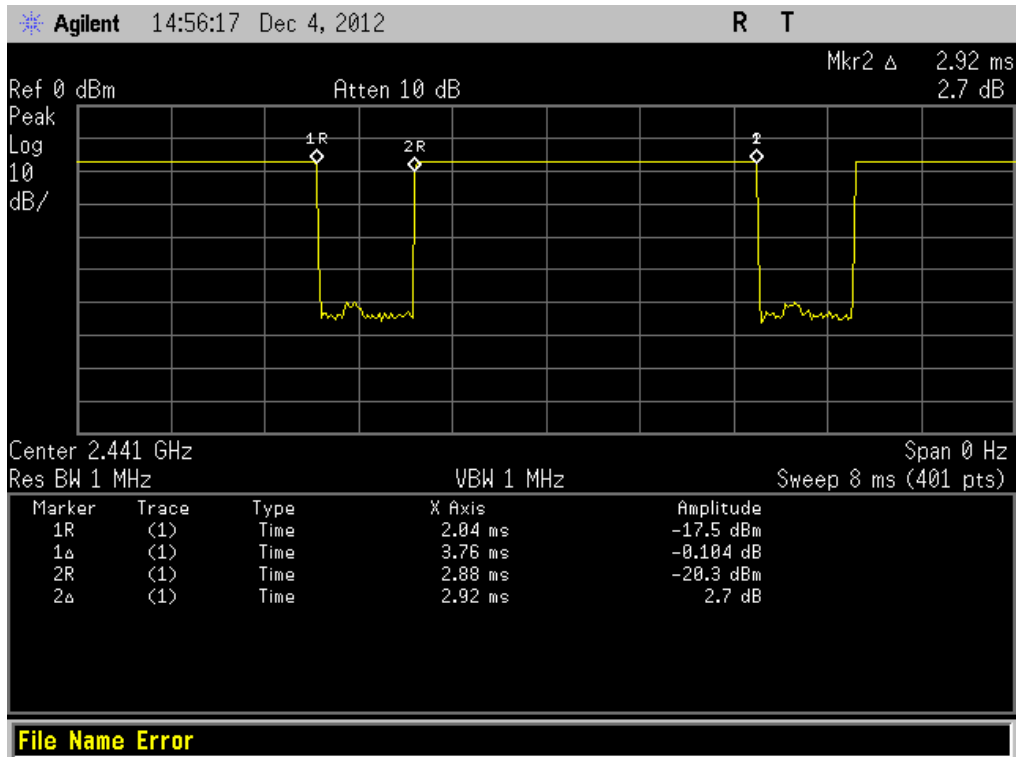 Agilent 14:56:17 Dec 4, 2012 R T
Mkr2 Δ 2.92 ms
Ref 0 dBm Atten 10 dB 2.7 dB
Peak
Log
10
dB/
1R
2R
Center 2.441 GHz Span 0 Hz
Res BW 1 MHz VBW 1 MHz Sweep 8 ms (401 pts)
Marker Trace Type X Axis Amplitude
1R (1) Time 2.04 ms -17.5 dBm
1Δ (1) Time 3.76 ms -0.104 dB
2R (1) Time 2.88 ms -20.3 dBm
2Δ (1) Time 2.92 ms 2.7 dB
File Name Error